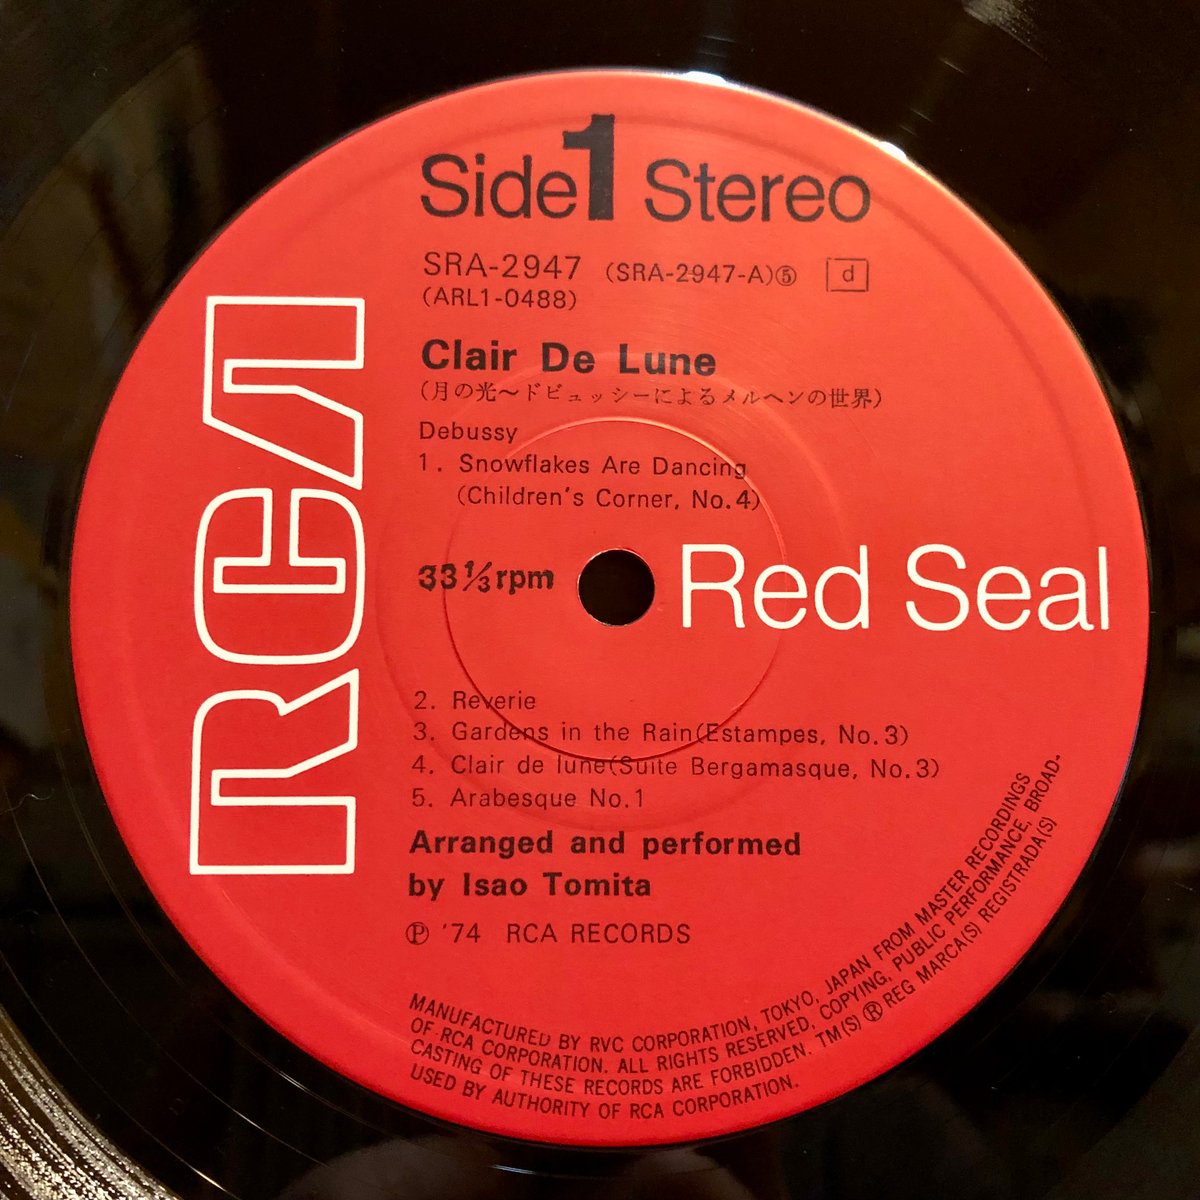 Side 1 Stereo
SRA-2947 (SRA-2947-A)⑤ d
(ARL1-0488)
Clair De Lune
(月の光〜ドビュッシーによるメルヘンの世界)
Debussy
1. Snowflakes Are Dancing
(Children's Corner, No.4)
33⅓rpm
Red Seal
RCA
2. Reverie
3. Gardens in the Rain(Estampes, No.3)
4. Clair de lune(Suite Bergamasque, No.3)
5. Arabesque No.1
Arranged and performed
by Isao Tomita
Ⓟ '74 RCA RECORDS
MANUFACTURED BY RVC CORPORATION, TOKYO, JAPAN FROM MASTER RECORDINGS
OF RCA CORPORATION. ALL RIGHTS RESERVED, COPYING, PUBLIC PERFORMANCE, BROAD-
CASTING OF THESE RECORDS ARE FORBIDDEN. TM(S) ® REG MARCA(S) REGISTRADA(S)
USED BY AUTHORITY OF RCA CORPORATION.